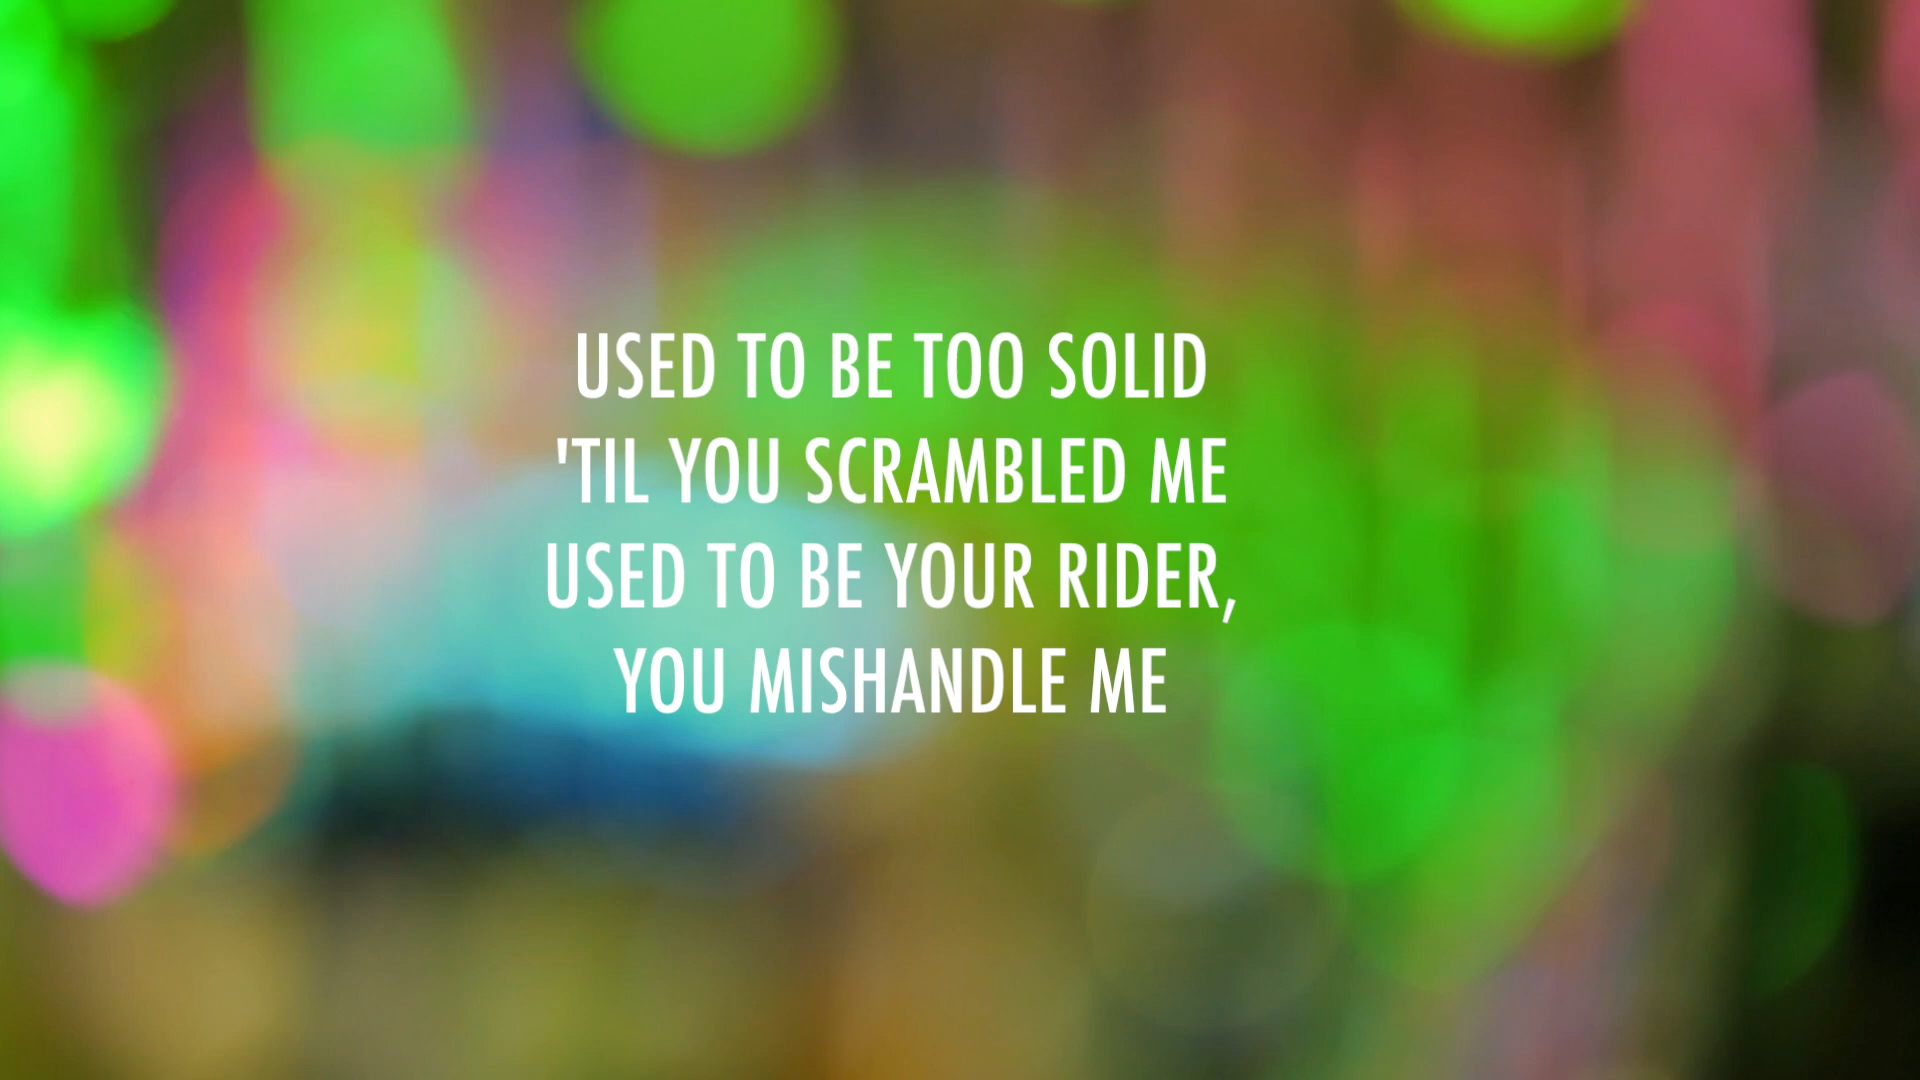 USED TO BE TOO SOLID
'TIL YOU SCRAMBLED ME
USED TO BE YOUR RIDER,
YOU MISHANDLE ME